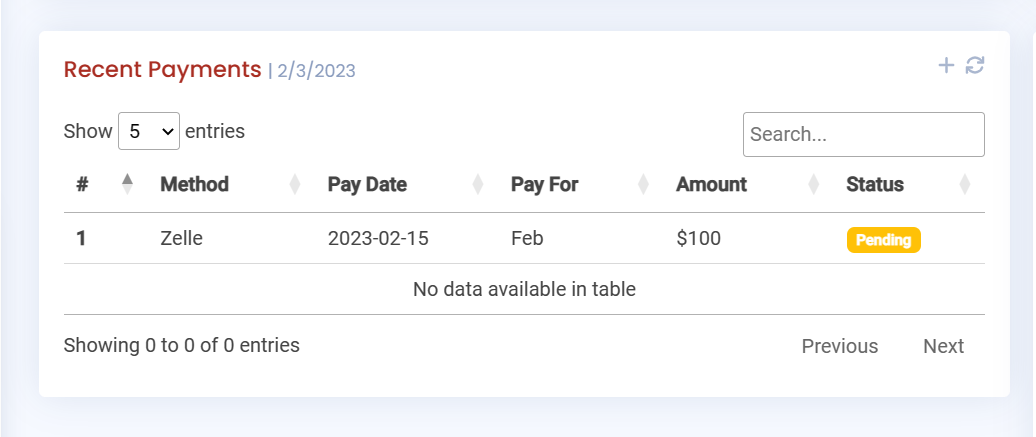 Recent Payments | 2/3/2023
Show 5 entries
Search...
# Method Pay Date Pay For Amount Status
1 Zelle 2023-02-15 Feb $100 Pending
No data available in table
Showing 0 to 0 of 0 entries
Previous Next